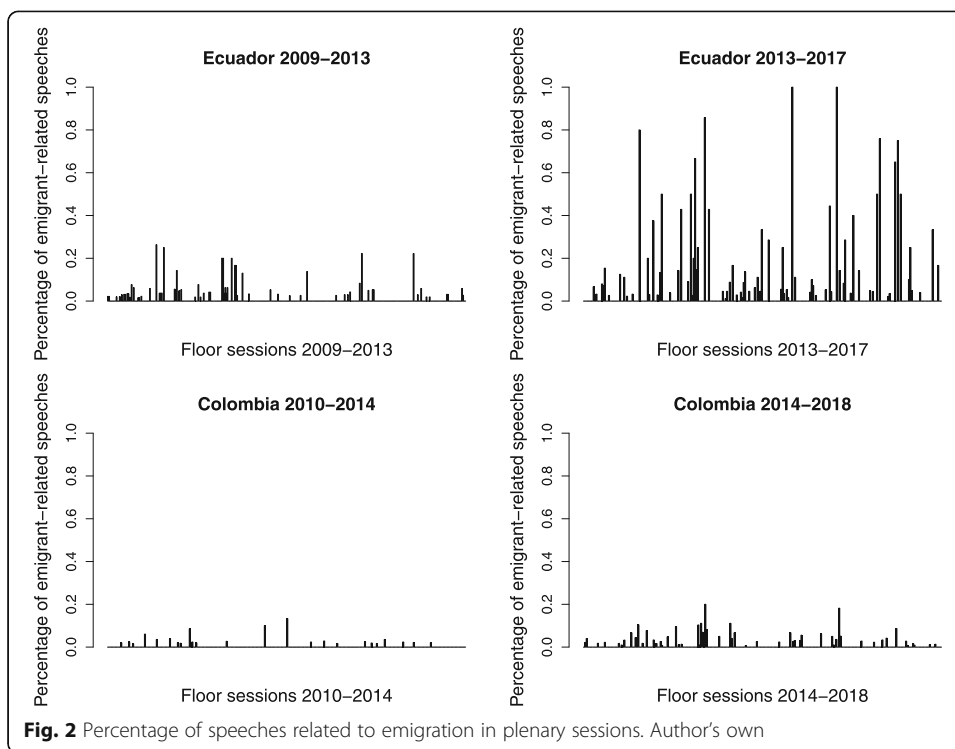 Ecuador 2009–2013
Percentage of emigrant–related speeches
1.0
0.8
0.6
0.4
0.2
0.0
Floor sessions 2009–2013
Ecuador 2013–2017
Percentage of emigrant–related speeches
1.0
0.8
0.6
0.4
0.2
0.0
Floor sessions 2013–2017
Colombia 2010–2014
Percentage of emigrant–related speeches
1.0
0.8
0.6
0.4
0.2
0.0
Floor sessions 2010–2014
Colombia 2014–2018
Percentage of emigrant–related speeches
1.0
0.8
0.6
0.4
0.2
0.0
Floor sessions 2014–2018
Fig. 2 Percentage of speeches related to emigration in plenary sessions. Author's own